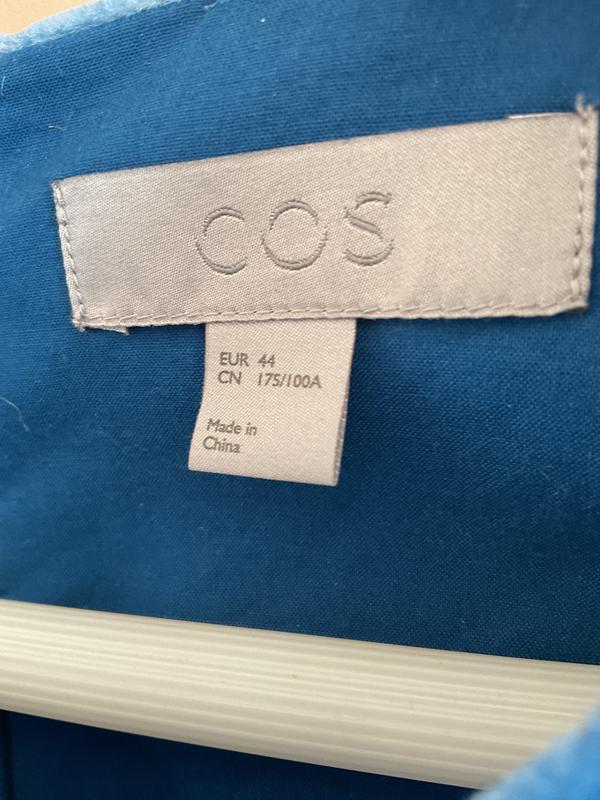 COS
EUR 44
CN 175/100A
Made in
China